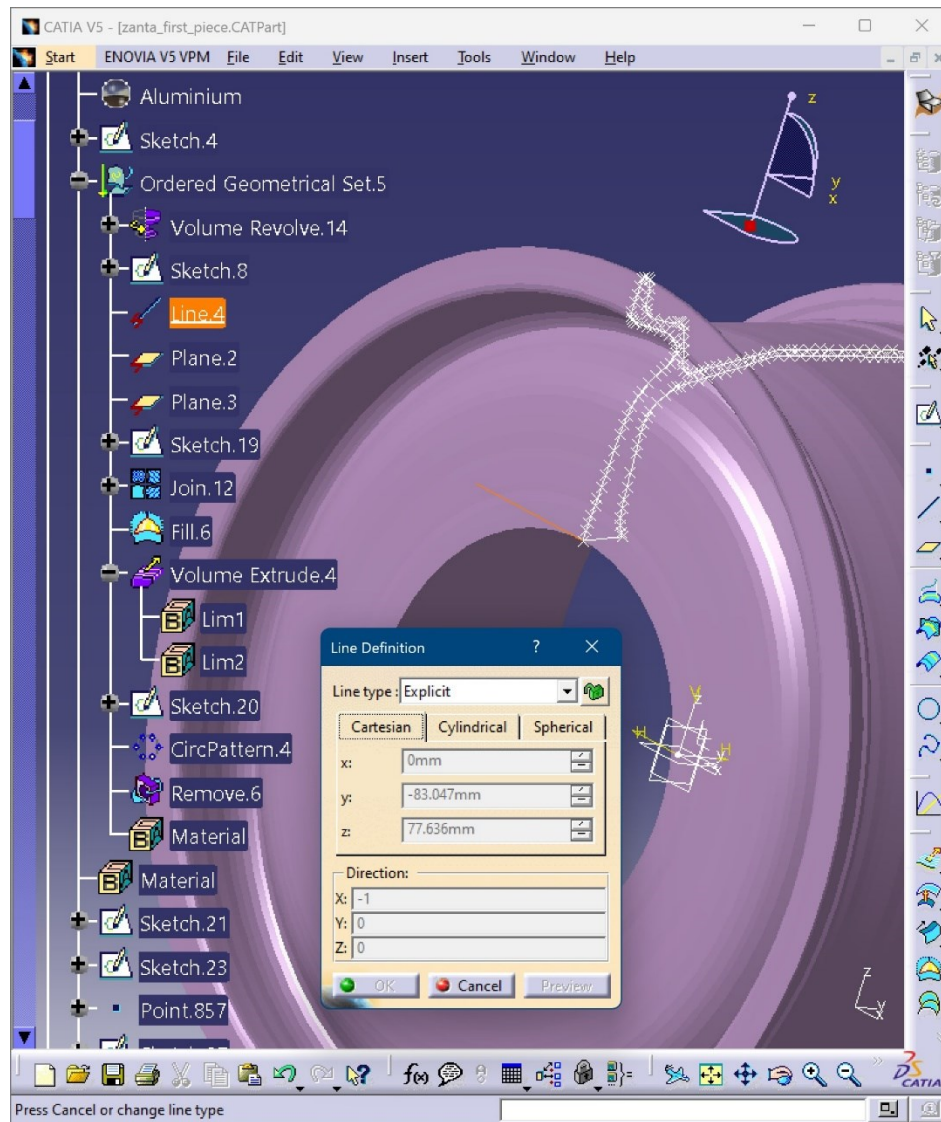 CATIA V5 - [zanta_first_piece.CATPart]
Start ENOVIA V5 VPM File Edit View Insert Tools Window Help
Aluminium
Sketch.4
Ordered Geometrical Set.5
Volume Revolve.14
Sketch.8
Line.4
Plane.2
Plane.3
Sketch.19
Join.12
Fill.6
Volume Extrude.4
Lim1
Lim2
Sketch.20
CircPattern.4
Remove.6
Material
Material
Sketch.21
Sketch.23
Point.857
z
y
x
Line Definition ? ×
Line type : Explicit
Cartesian Cylindrical Spherical
x: 0mm
y: -83.047mm
z: 77.636mm
Direction:
X: -1
Y: 0
Z: 0
OK Cancel Preview
V
H
H
z
y
f(x)
CATIA
Press Cancel or change line type